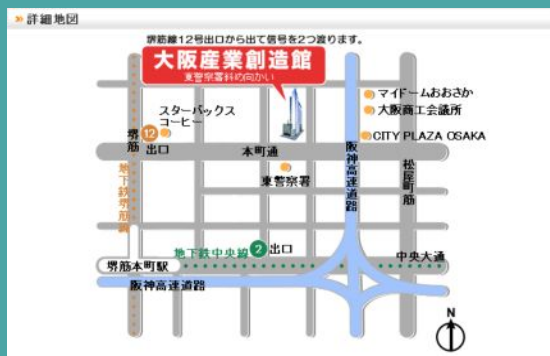 詳細地図
堺筋線12号出口から出て信号を2つ渡ります。
大阪産業創造館
東警察署斜め向かい
マイドームおおさか
大阪商工会議所
CITY PLAZA OSAKA
スターバックス
コーヒー
堺筋
12
出口
本町通
東警察署
阪神高速道路
松屋町筋
地下鉄堺筋線
地下鉄中央線
2
出口
中央大通
堺筋本町駅
阪神高速道路
N